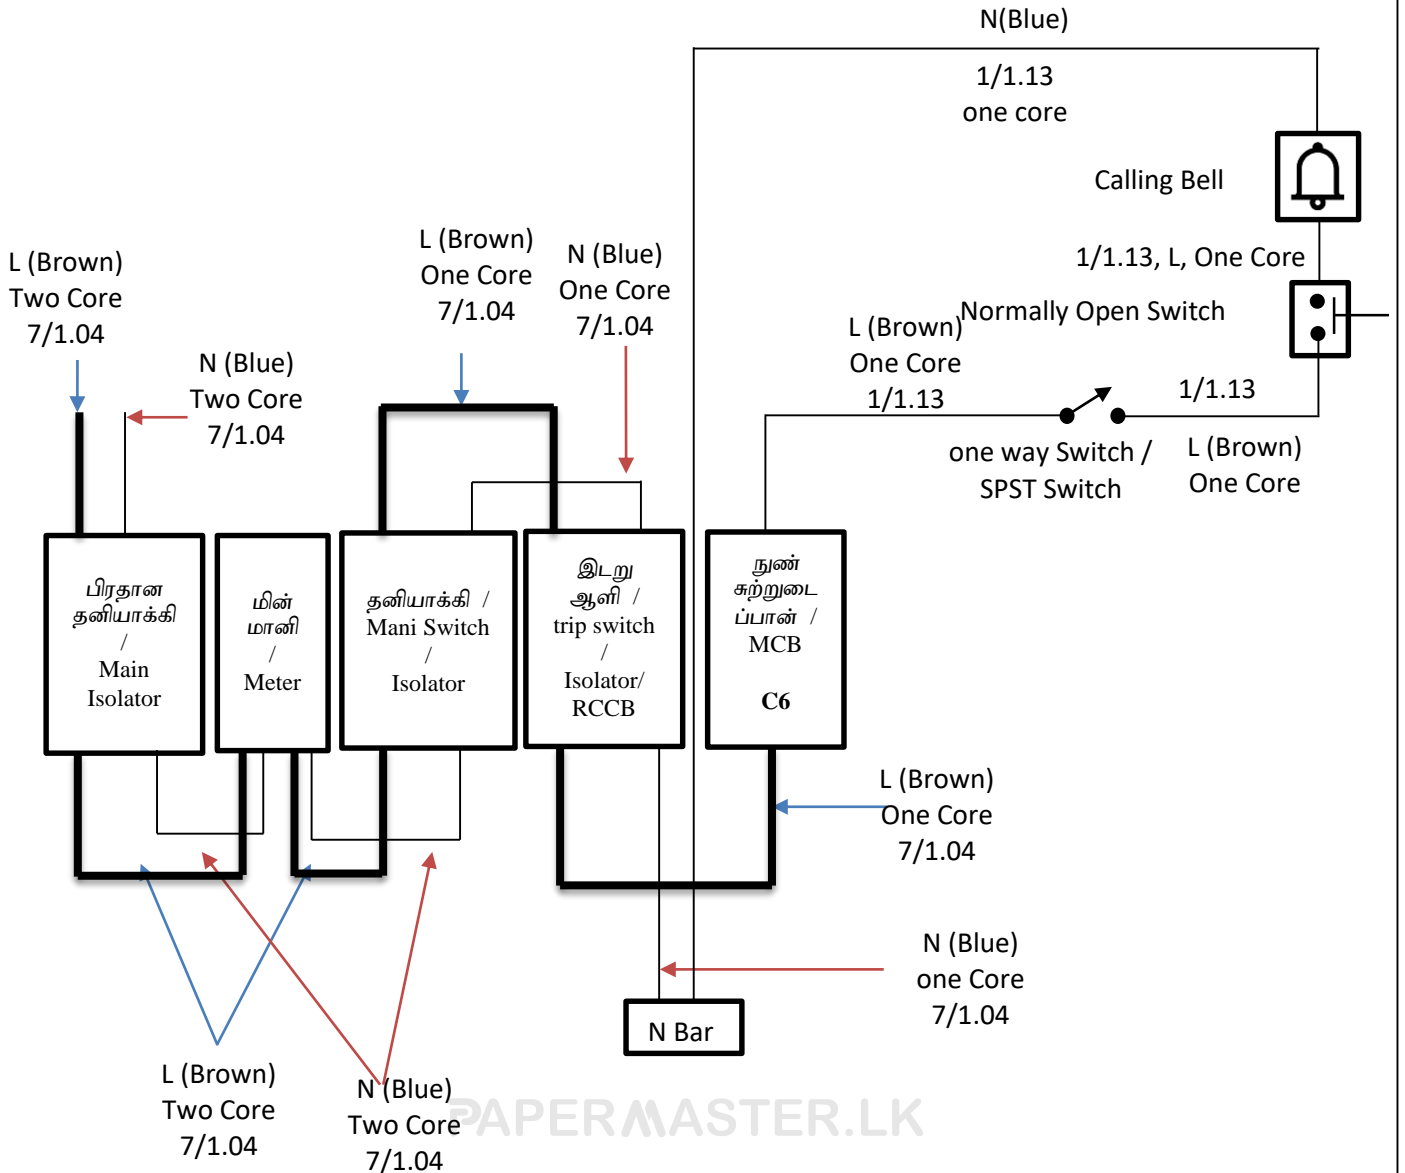 N(Blue)
1/1.13
one core
Calling Bell
1/1.13, L, One Core
Normally Open Switch
L (Brown)
One Core
1/1.13
1/1.13
one way Switch /
SPST Switch
L (Brown)
One Core
L (Brown)
Two Core
7/1.04
N (Blue)
Two Core
7/1.04
L (Brown)
One Core
7/1.04
N (Blue)
One Core
7/1.04
பிரதான
தனியாக்கி
/
Main
Isolator
மின்
மானி
/
Meter
தனியாக்கி /
Mani Switch
/
Isolator
இடறு
ஆளி /
trip switch
/
Isolator/
RCCB
நுண்
சுற்றுடை
ப்பான் /
MCB
C6
L (Brown)
One Core
7/1.04
N (Blue)
one Core
7/1.04
N Bar
L (Brown)
Two Core
7/1.04
N (Blue)
Two Core
7/1.04
PAPERMASTER.LK